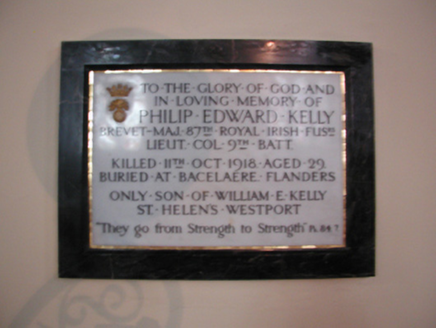 TO·THE·GLORY·OF·GOD·AND
IN·LOVING·MEMORY·OF
PHILIP·EDWARD·KELLY
BREVET-MAJ. 87TH ROYAL·IRISH·FUSRS
LIEUT. COL. 9TH BATT.
KILLED·11TH OCT. 1918. AGED 29.
BURIED·AT·BACELAERE, FLANDERS
ONLY·SON·OF·WILLIAM·E·KELLY
ST. HELEN'S·WESTPORT
"They go from Strength to Strength" Ps. 84. 7